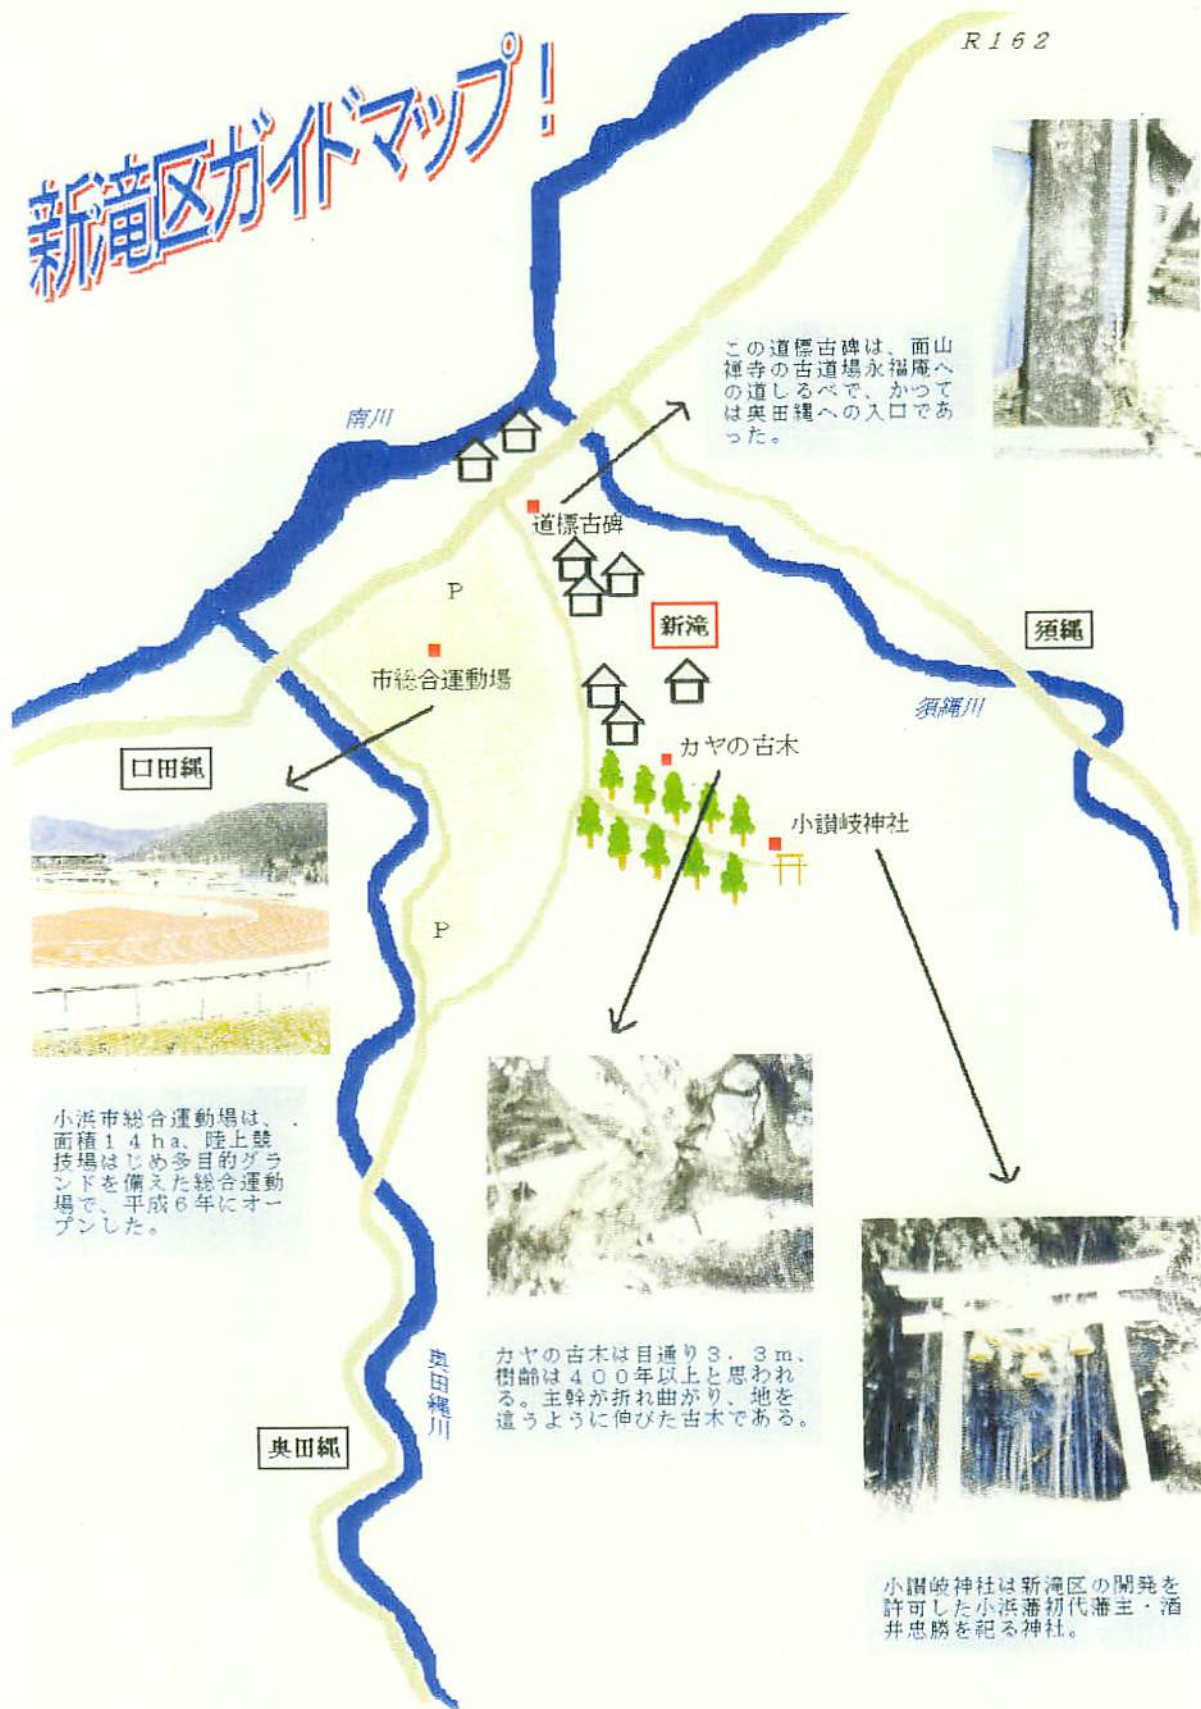 新滝区ガイドマップ！
R162
この道標古碑は、面山
禅寺の古道場永福庵へ
の道しるべで、かつて
は奥田縄への入口であ
った。
南川
道標古碑
P
新滝
須縄
市総合運動場
須縄川
カヤの古木
口田縄
小讃岐神社
P
小浜市総合運動場は、
面積１４ha、陸上競
技場はじめ多目的グラ
ンドを備えた総合運動
場で、平成６年にオー
プンした。
カヤの古木は目通り３．３m、
樹齢は４００年以上と思われ
る。主幹が折れ曲がり、地を
這うように伸びた古木である。
奥田縄川
奥田縄
小讃岐神社は新滝区の開発を
許可した小浜藩初代藩主・酒
井忠勝を祀る神社。